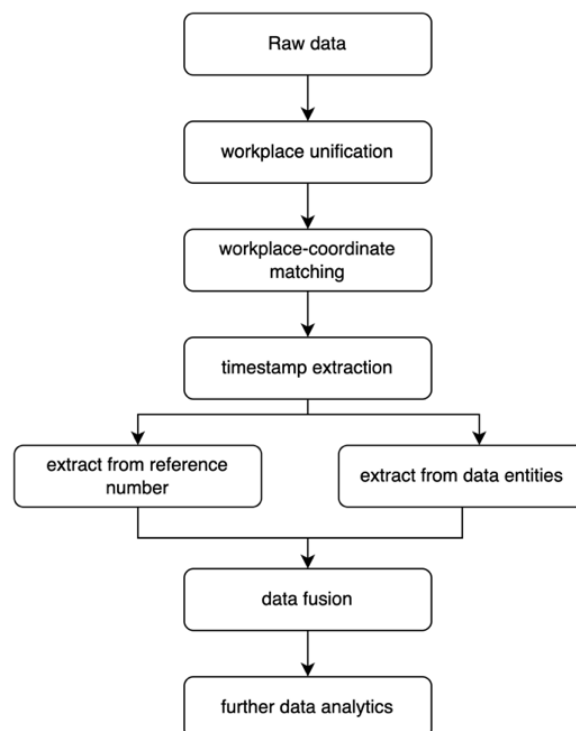 Raw data
workplace unification
workplace-coordinate
matching
timestamp extraction
extract from reference
number
extract from data entities
data fusion
further data analytics